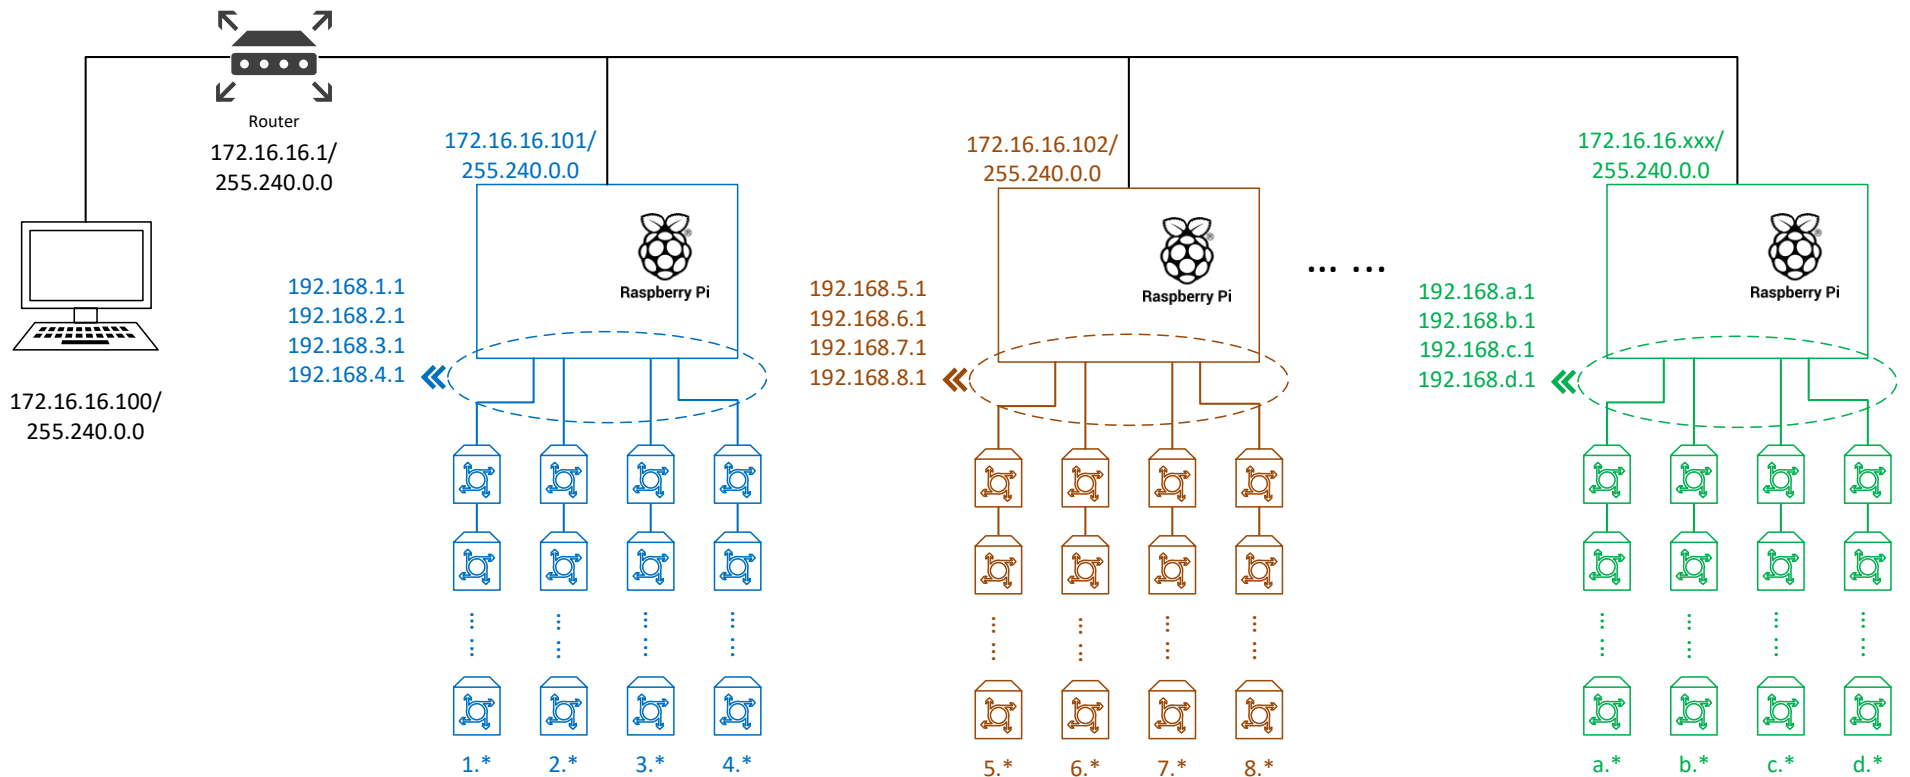 Router
172.16.16.1/
255.240.0.0
172.16.16.100/
255.240.0.0
172.16.16.101/
255.240.0.0
Raspberry Pi
192.168.1.1
192.168.2.1
192.168.3.1
192.168.4.1
1.* 2.* 3.* 4.*
172.16.16.102/
255.240.0.0
Raspberry Pi
192.168.5.1
192.168.6.1
192.168.7.1
192.168.8.1
5.* 6.* 7.* 8.*
... ...
172.16.16.xxx/
255.240.0.0
Raspberry Pi
192.168.a.1
192.168.b.1
192.168.c.1
192.168.d.1
a.* b.* c.* d.*